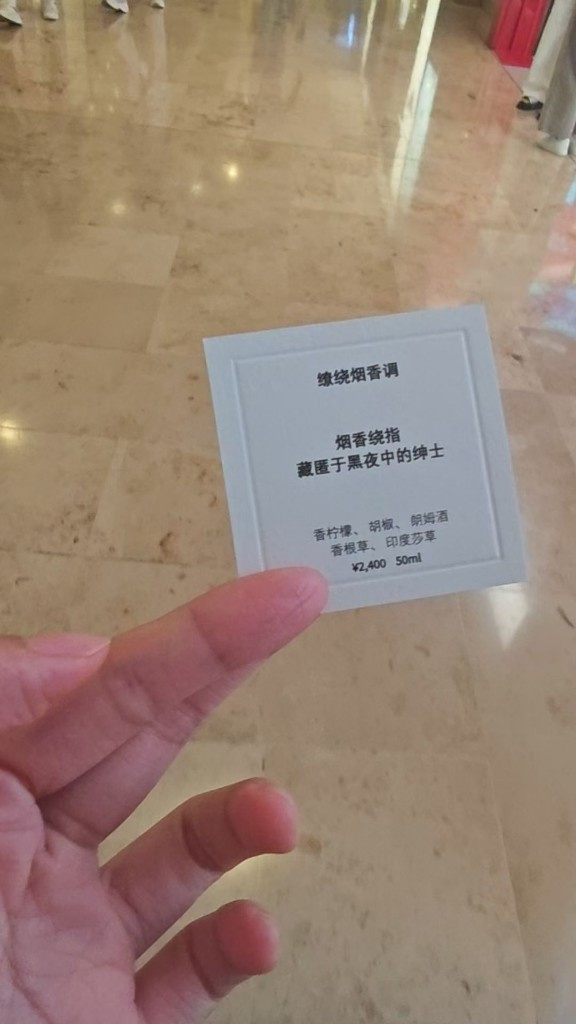 缭绕烟香调
烟香绕指
藏匿于黑夜中的绅士
香柠檬、胡椒、朗姆酒
香根草、印度莎草
¥2,400 50ml